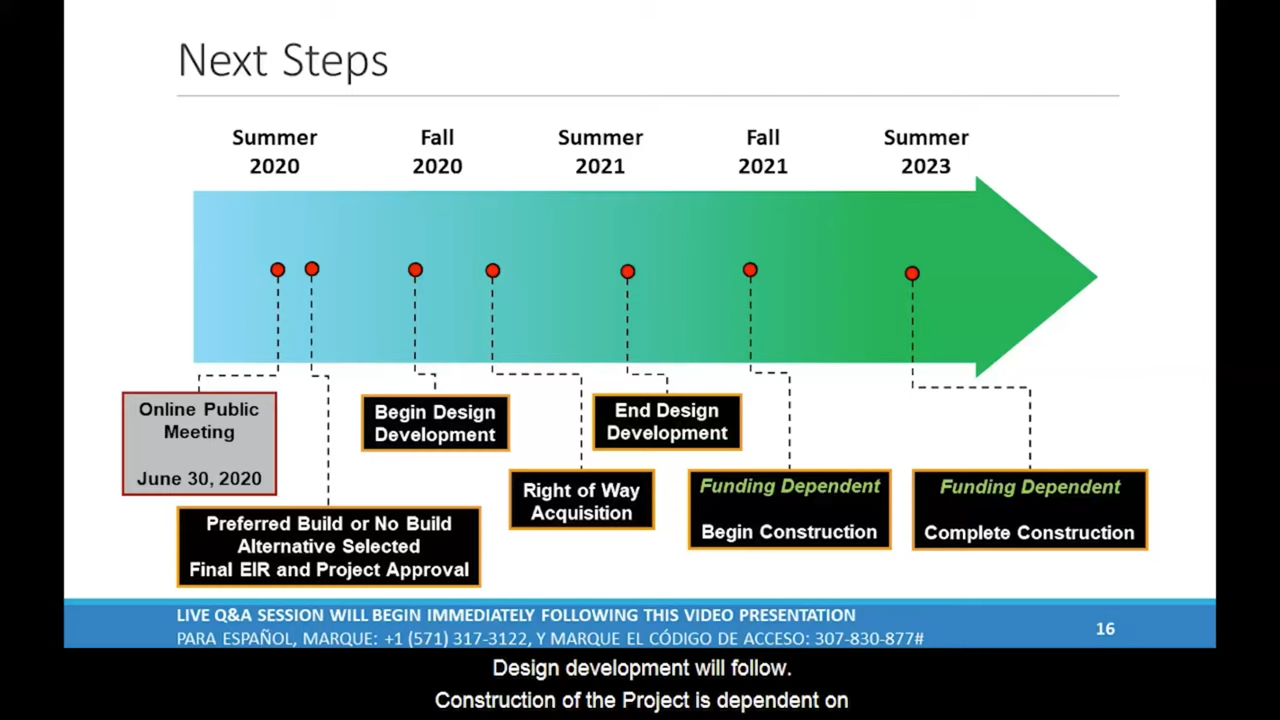 Next Steps
Summer
2020
Fall
2020
Summer
2021
Fall
2021
Summer
2023
Online Public
Meeting
June 30, 2020
Preferred Build or No Build
Alternative Selected
Final EIR and Project Approval
Begin Design
Development
Right of Way
Acquisition
End Design
Development
Funding Dependent
Begin Construction
Funding Dependent
Complete Construction
LIVE Q&A SESSION WILL BEGIN IMMEDIATELY FOLLOWING THIS VIDEO PRESENTATION
PARA ESPAÑOL, MARQUE: +1 (571) 317-3122, Y MARQUE EL CÓDIGO DE ACCESO: 307-830-877#
16
Design development will follow.
Construction of the Project is dependent on